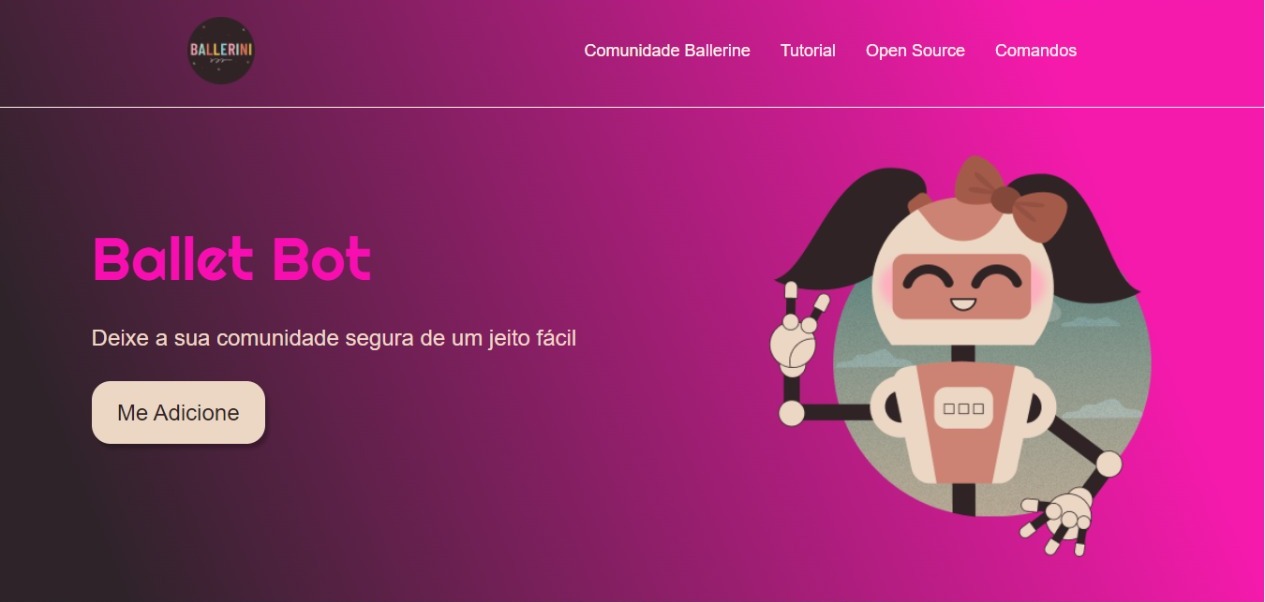 BALLERINI
Comunidade Ballerine
Tutorial
Open Source
Comandos
Ballet Bot
Deixe a sua comunidade segura de um jeito fácil
Me Adicione